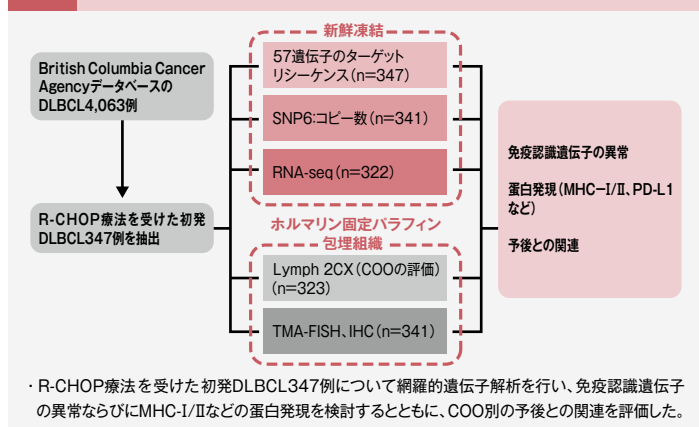 British Columbia Cancer
Agencyデータベースの
DLBCL4,063例
R-CHOP療法を受けた初発
DLBCL347例を抽出
新鮮凍結
57遺伝子のターゲット
リシーケンス(n=347)
SNP6:コピー数(n=341)
RNA-seq(n=322)
ホルマリン固定パラフィン
包埋組織
Lymph 2CX(COOの評価)
(n=323)
TMA-FISH、IHC(n=341)
免疫認識遺伝子の異常
蛋白発現(MHC−I/Ⅱ、PD-L1
など)
予後との関連
・R-CHOP療法を受けた初発DLBCL347例について網羅的遺伝子解析を行い、免疫認識遺伝子
の異常ならびにMHC-I/Ⅱなどの蛋白発現を検討するとともに、COO別の予後との関連を評価した。